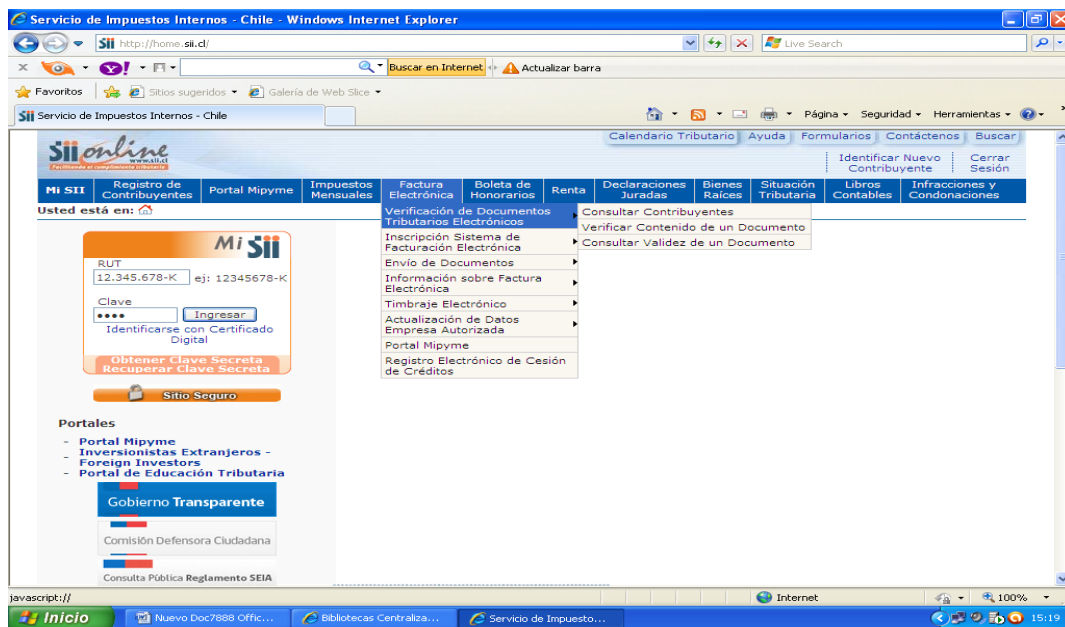 Servicio de Impuestos Internos - Chile - Windows Internet Explorer
Sii http://home.sii.cl/
Live Search
Buscar en Internet
Actualizar barra
Favoritos
Sitios sugeridos
Galería de Web Slice
Sii Servicio de Impuestos Internos - Chile
Página
Seguridad
Herramientas
Calendario Tributario
Ayuda
Formularios
Contáctenos
Buscar
Sii online
www.sii.cl
Facilitando el cumplimiento tributario
Identificar Nuevo Contribuyente
Cerrar Sesión
Mi SII
Registro de Contribuyentes
Portal Mipyme
Impuestos Mensuales
Factura Electrónica
Boleta de Honorarios
Renta
Declaraciones Juradas
Bienes Raíces
Situación Tributaria
Libros Contables
Infracciones y Condonaciones
Usted está en:
Verificación de Documentos Tributarios Electrónicos
Consultar Contribuyentes
Verificar Contenido de un Documento
Consultar Validez de un Documento
Inscripción Sistema de Facturación Electrónica
Envío de Documentos
Información sobre Factura Electrónica
Timbraje Electrónico
Actualización de Datos Empresa Autorizada
Portal Mipyme
Registro Electrónico de Cesión de Créditos
Mi Sii
RUT
12.345.678-K ej: 12345678-K
Clave
•••• Ingresar
Identificarse con Certificado Digital
Obtener Clave Secreta
Recuperar Clave Secreta
Sitio Seguro
Portales
- Portal Mipyme
- Inversionistas Extranjeros - Foreign Investors
- Portal de Educación Tributaria
Gobierno Transparente
Comisión Defensora Ciudadana
Consulta Pública Reglamento SEIA
javascript://
Internet
100%
Inicio
Nuevo Doc7888 Offic...
Bibliotecas Centraliza...
Servicio de Impuesto...
15:19